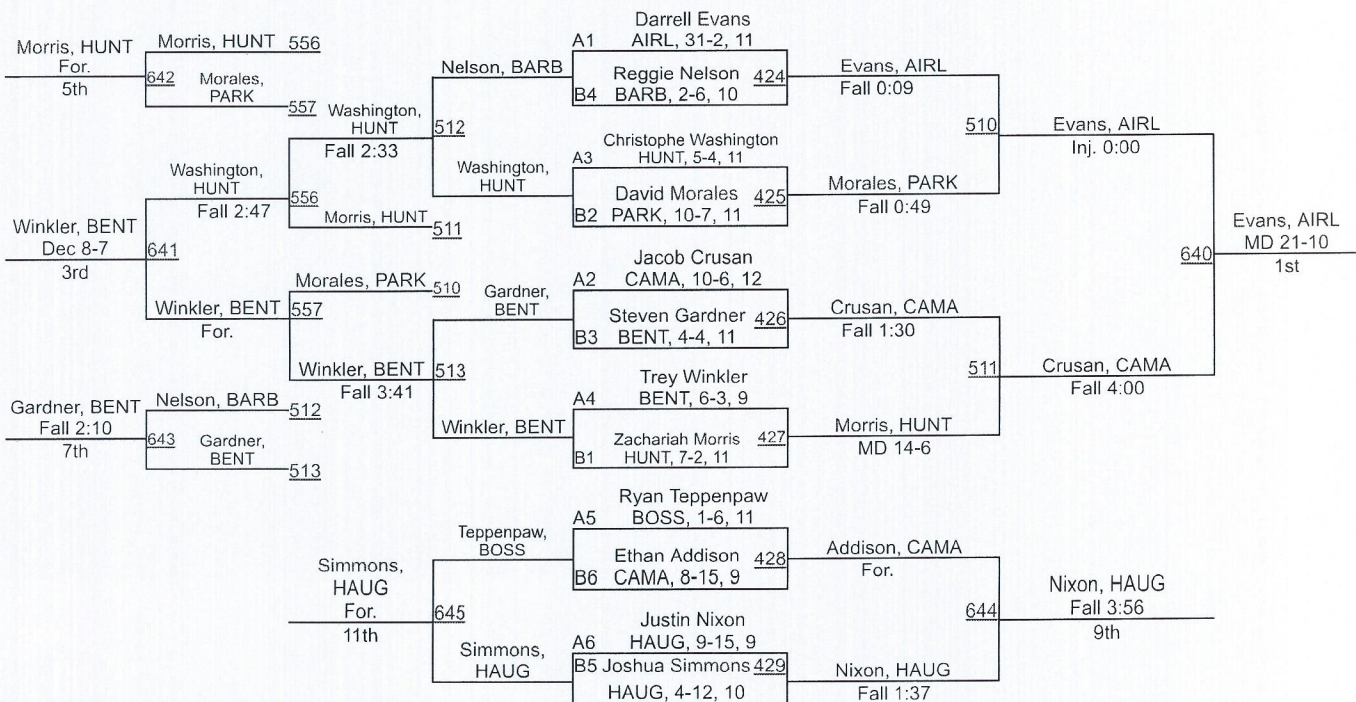 Morris, HUNT
For.
5th
Morris, HUNT 556
642
Morales,
PARK
557
Washington,
HUNT
Fall 2:33
Washington,
HUNT
Fall 2:47
556
Morris, HUNT
511
Winkler, BENT
Dec 8-7
3rd
641
Winkler, BENT
For.
Morales, PARK 510
557
Winkler, BENT
Fall 3:41
Gardner, BENT
Fall 2:10
7th
Nelson, BARB 512
643
Gardner,
BENT
513
Nelson, BARB
512
Washington,
HUNT
Gardner,
BENT
513
Winkler, BENT
Simmons,
HAUG
For.
11th
Teppenpaw,
BOSS
645
Simmons,
HAUG
Darrell Evans
A1 AIRL, 31-2, 11
Reggie Nelson 424
B4 BARB, 2-6, 10
Christophe Washington
A3 HUNT, 5-4, 11
David Morales 425
B2 PARK, 10-7, 11
Jacob Crusan
A2 CAMA, 10-6, 12
Steven Gardner 426
B3 BENT, 4-4, 11
Trey Winkler
A4 BENT, 6-3, 9
Zachariah Morris 427
B1 HUNT, 7-2, 11
Ryan Teppenpaw
A5 BOSS, 1-6, 11
Ethan Addison 428
B6 CAMA, 8-15, 9
Justin Nixon
A6 HAUG, 9-15, 9
B5 Joshua Simmons 429
HAUG, 4-12, 10
Evans, AIRL
Fall 0:09
510
Morales, PARK
Fall 0:49
Crusan, CAMA
Fall 1:30
511
Morris, HUNT
MD 14-6
Addison, CAMA
For.
644
Nixon, HAUG
Fall 1:37
Evans, AIRL
Inj. 0:00
640
Crusan, CAMA
Fall 4:00
Nixon, HAUG
Fall 3:56
9th
Evans, AIRL
MD 21-10
1st